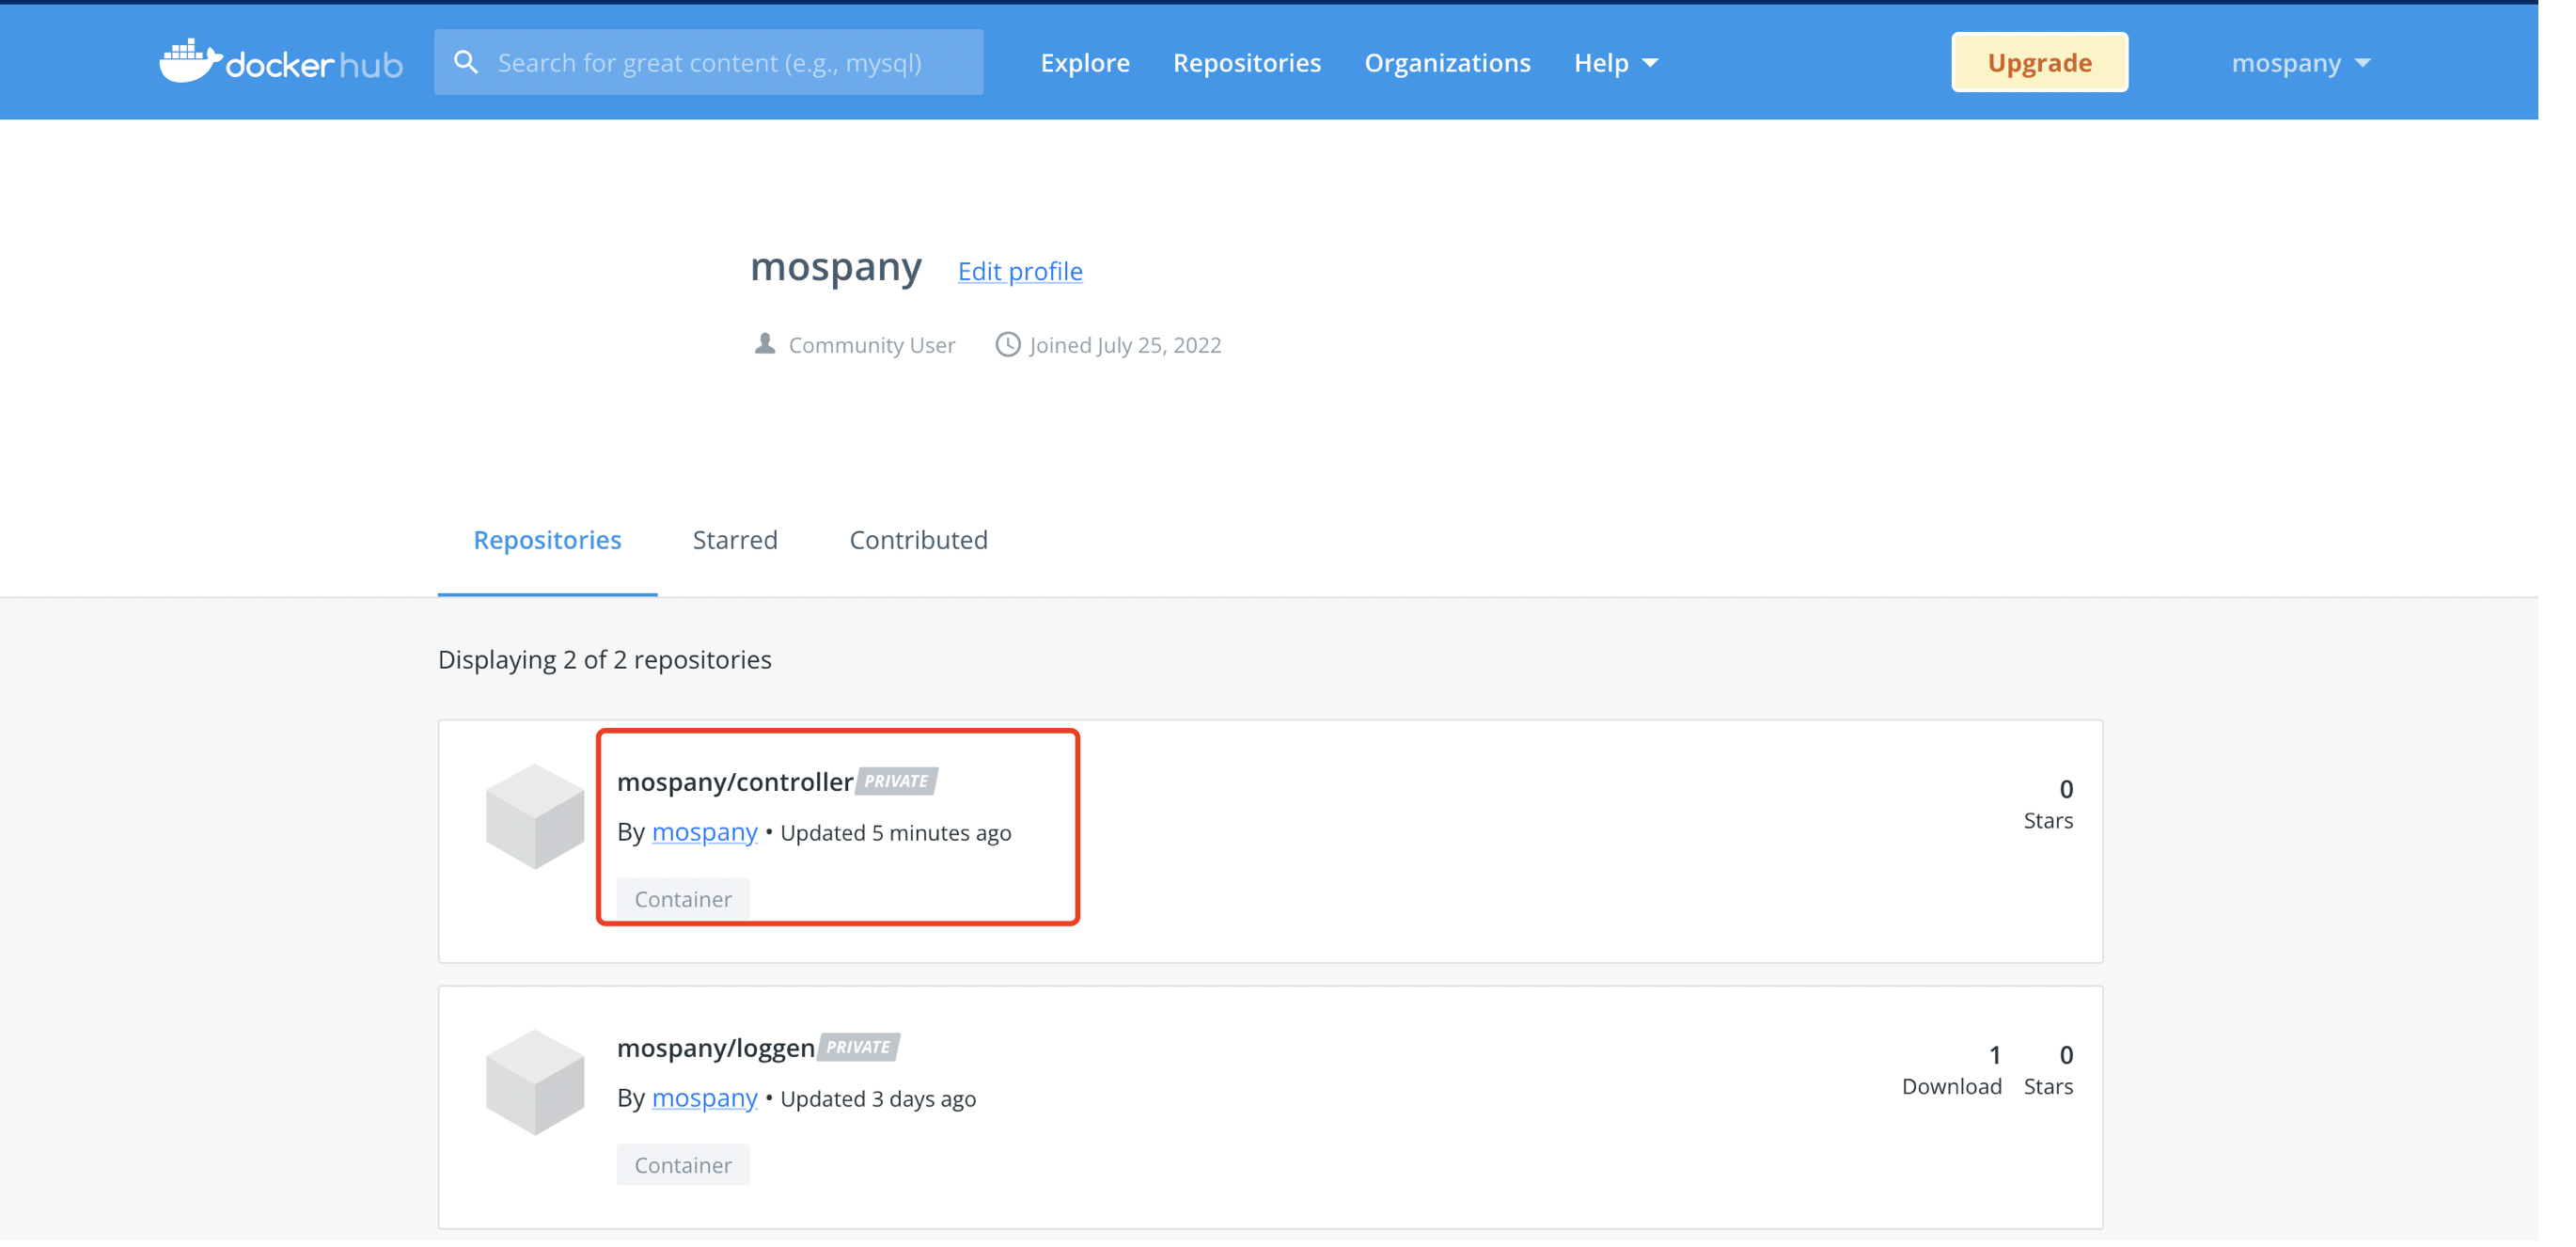 docker hub
Search for great content (e.g., mysql)
Explore
Repositories
Organizations
Help
Upgrade
mospany
mospany
Edit profile
Community User
Joined July 25, 2022
Repositories
Starred
Contributed
Displaying 2 of 2 repositories
mospany/controller PRIVATE
By mospany • Updated 5 minutes ago
Container
0
Stars
mospany/loggen PRIVATE
By mospany • Updated 3 days ago
Container
1 0
Download Stars